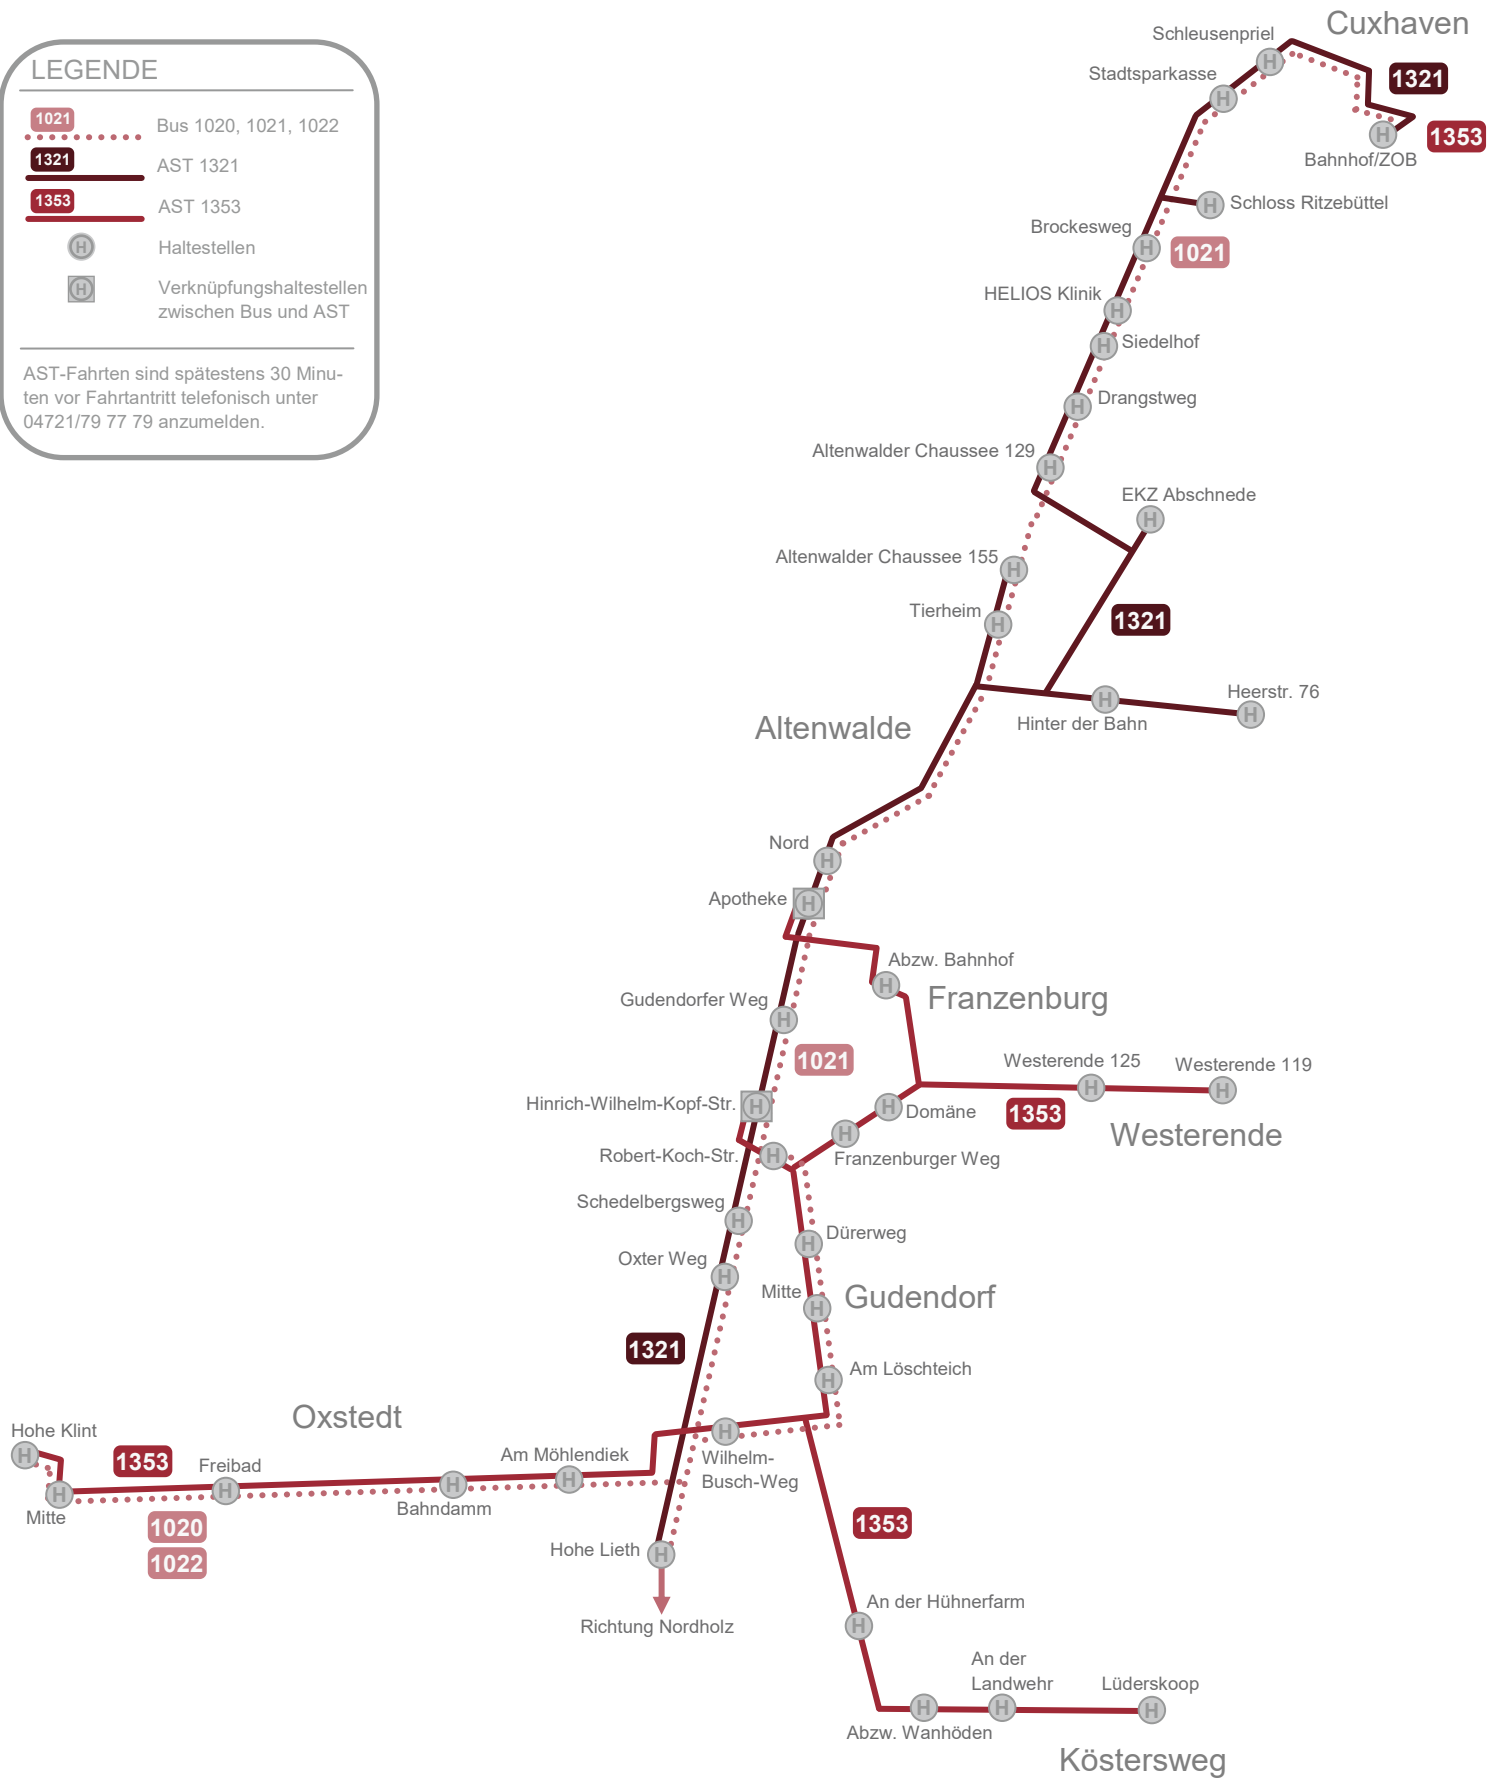 Cuxhaven
Schleusenpriel
Stadtsparkasse
1321
1353
Bahnhof/ZOB
LEGENDE
1021
Bus 1020, 1021, 1022
1321
AST 1321
1353
AST 1353
H
Haltestellen
H
Verknüpfungshaltestellen
zwischen Bus und AST
AST-Fahrten sind spätestens 30 Minu-
ten vor Fahrtantritt telefonisch unter
04721/79 77 79 anzumelden.
Schloss Ritzebüttel
Brockesweg
1021
HELIOS Klinik
Siedelhof
Drangstweg
Altenwalder Chaussee 129
EKZ Abschnede
Altenwalder Chaussee 155
Tierheim
1321
Heerstr. 76
Hinter der Bahn
Altenwalde
Nord
Apotheke
Abzw. Bahnhof
Franzenburg
Gudendorfer Weg
1021
Westerende 125
Westerende 119
Hinrich-Wilhelm-Kopf-Str.
Domäne
1353
Westerende
Robert-Koch-Str.
Franzenburger Weg
Schedelbergsweg
Dürerweg
Oxter Weg
Mitte
Gudendorf
1321
Am Löschteich
Oxstedt
Hohe Klint
1353
Freibad
Am Möhlendiek
Wilhelm-
Busch-Weg
Mitte
Bahndamm
1020
1022
1353
Hohe Lieth
Richtung Nordholz
An der Hühnerfarm
An der
Landwehr
Lüderskoop
Abzw. Wanhöden
Köstersweg